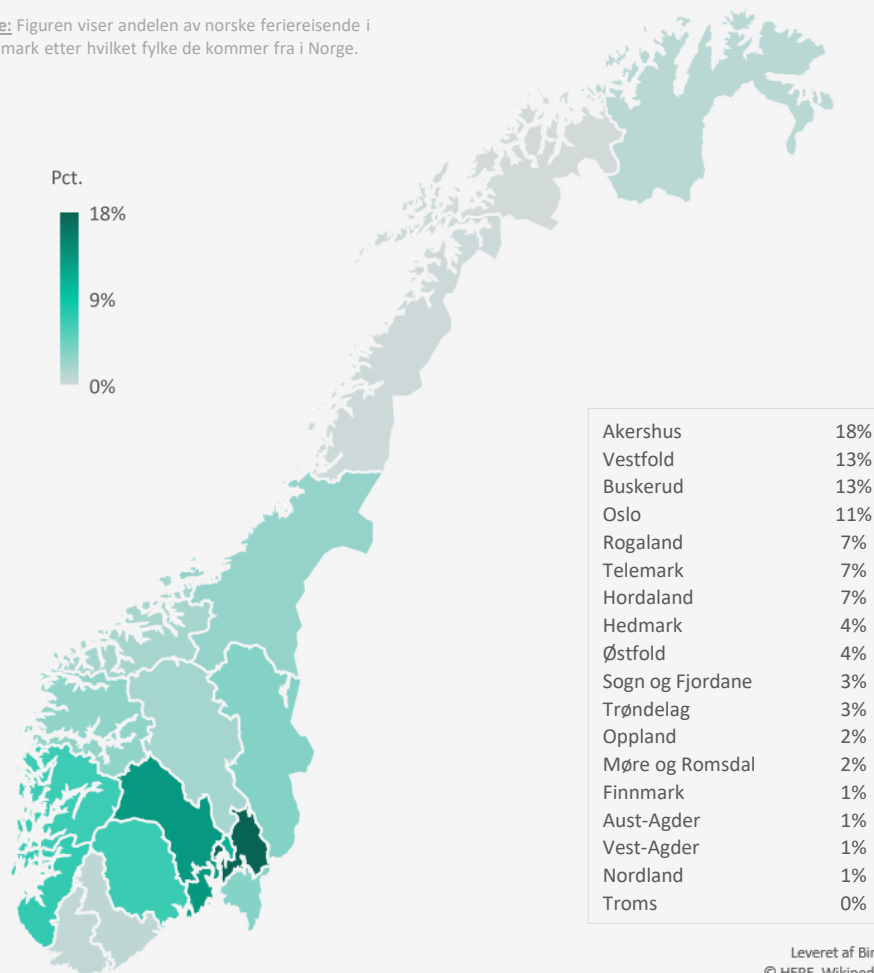 e: Figuren viser andelen av norske feriereisende i
mark etter hvilket fylke de kommer fra i Norge.
Pct.
18%
9%
0%
Akershus 18%
Vestfold 13%
Buskerud 13%
Oslo 11%
Rogaland 7%
Telemark 7%
Hordaland 7%
Hedmark 4%
Østfold 4%
Sogn og Fjordane 3%
Trøndelag 3%
Oppland 2%
Møre og Romsdal 2%
Finnmark 1%
Aust-Agder 1%
Vest-Agder 1%
Nordland 1%
Troms 0%
Leveret af Bin
© HERE, Wikiped